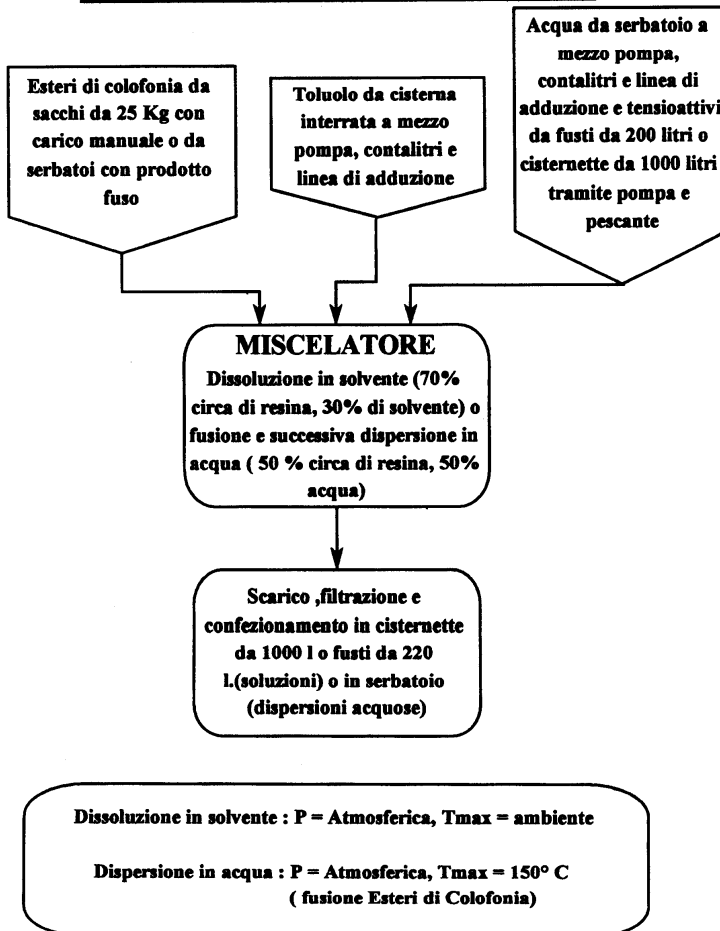 Esteri di colofonia da
sacchi da 25 Kg con
carico manuale o da
serbatoi con prodotto
fuso
Toluolo da cisterna
interrata a mezzo
pompa, contalitri e
linea di adduzione
Acqua da serbatoio a
mezzo pompa,
contalitri e linea di
adduzione e tensioattivi
da fusti da 200 litri o
cisternette da 1000 litri
tramite pompa e
pescante
MISCELATORE
Dissoluzione in solvente (70%
circa di resina, 30% di solvente) o
fusione e successiva dispersione in
acqua ( 50 % circa di resina, 50%
acqua)
Scarico ,filtrazione e
confezionamento in cisternette
da 1000 l o fusti da 220
l.(soluzioni) o in serbatoio
(dispersioni acquose)
Dissoluzione in solvente : P = Atmosferica, Tmax = ambiente
Dispersione in acqua : P = Atmosferica, Tmax = 150° C
( fusione Esteri di Colofonia)